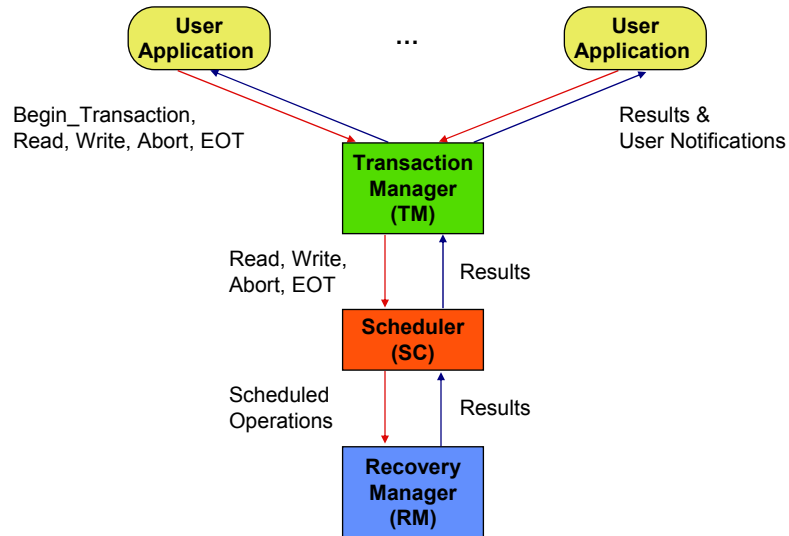 User
Application
...
User
Application
Begin_Transaction,
Read, Write, Abort, EOT
Results &
User Notifications
Transaction
Manager
(TM)
Read, Write,
Abort, EOT
Results
Scheduler
(SC)
Scheduled
Operations
Results
Recovery
Manager
(RM)